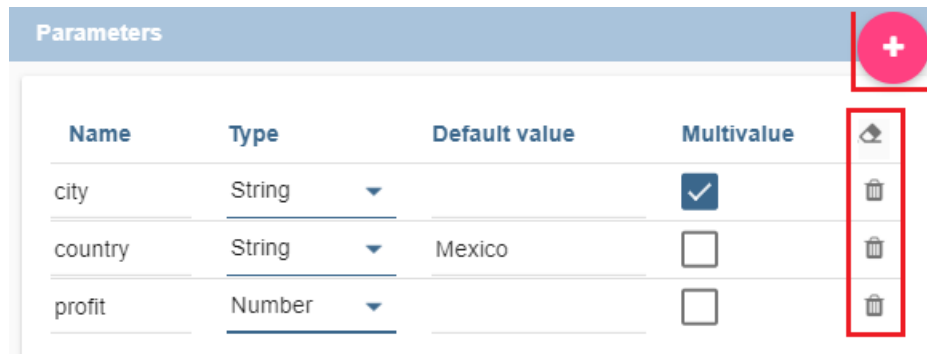 Parameters
Name Type Default value Multivalue
city String
country String Mexico
profit Number